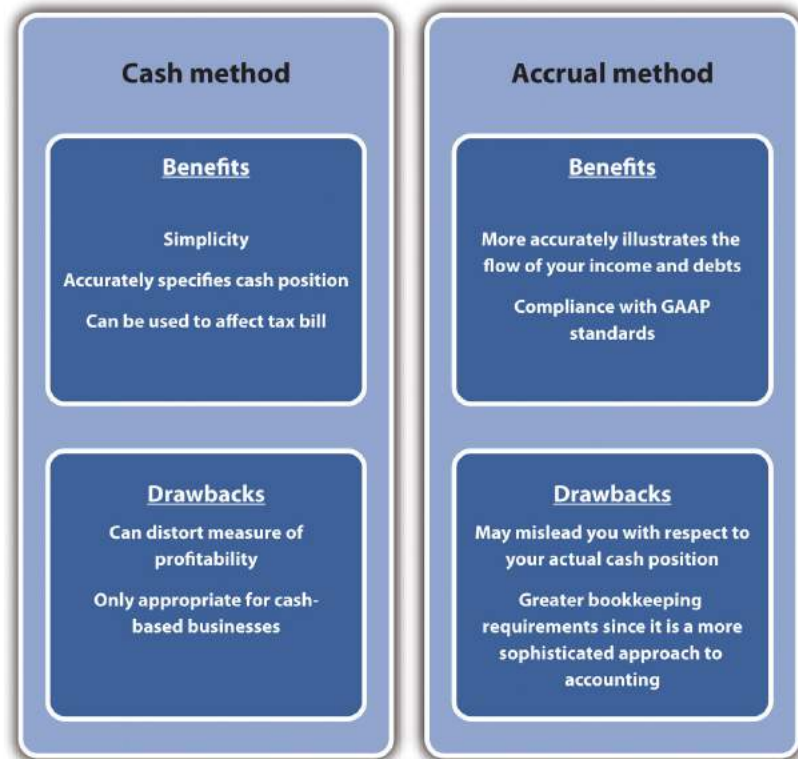 Cash method
Benefits
Simplicity
Accurately specifies cash position
Can be used to affect tax bill
Drawbacks
Can distort measure of
profitability
Only appropriate for cash-
based businesses
Accrual method
Benefits
More accurately illustrates the
flow of your income and debts
Compliance with GAAP
standards
Drawbacks
May mislead you with respect to
your actual cash position
Greater bookkeeping
requirements since it is a more
sophisticated approach to
accounting